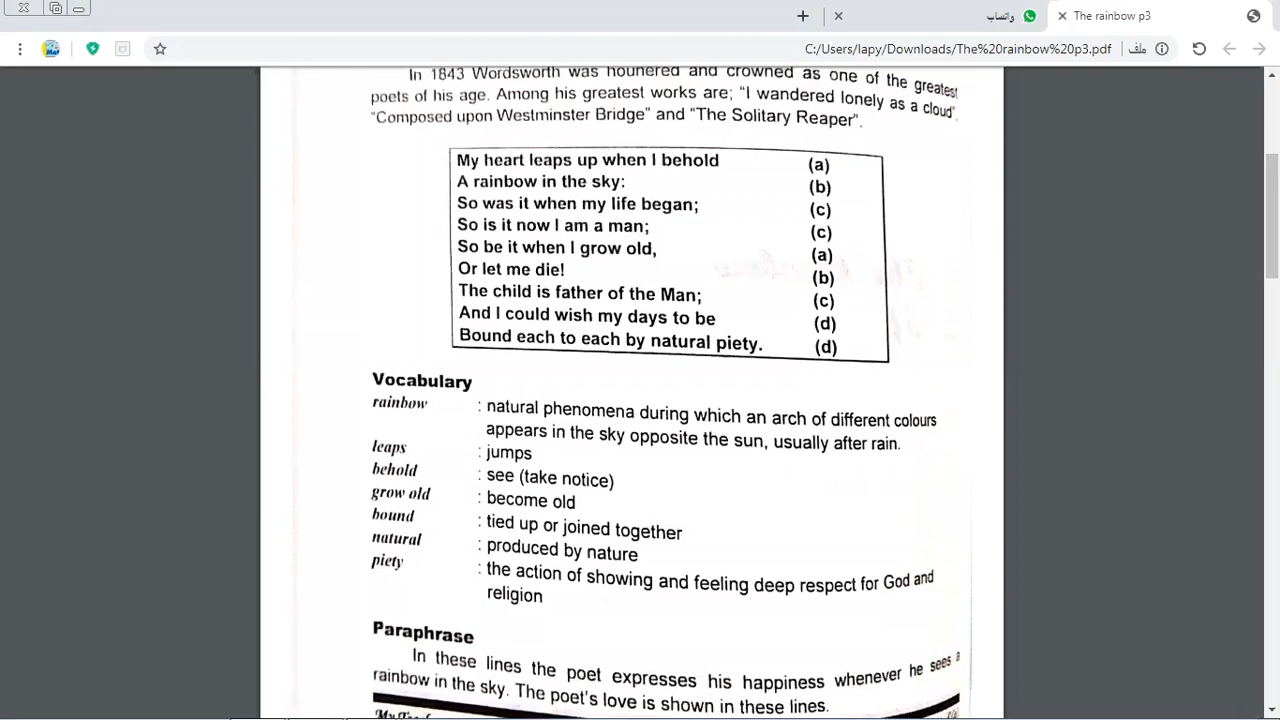 واتساب
The rainbow p3
C:/Users/lapy/Downloads/The%20rainbow%20p3.pdf
ملف
In 1843 Wordsworth was hounered and crowned as one of the greatest
poets of his age. Among his greatest works are; “I wandered lonely as a cloud”,
“Composed upon Westminster Bridge” and “The Solitary Reaper”.
My heart leaps up when I behold (a)
A rainbow in the sky: (b)
So was it when my life began; (c)
So is it now I am a man; (c)
So be it when I grow old, (a)
Or let me die! (b)
The child is father of the Man; (c)
And I could wish my days to be (d)
Bound each to each by natural piety. (d)
Vocabulary
rainbow : natural phenomena during which an arch of different colours
appears in the sky opposite the sun, usually after rain.
leaps : jumps
behold : see (take notice)
grow old : become old
bound : tied up or joined together
natural : produced by nature
piety : the action of showing and feeling deep respect for God and
religion
Paraphrase
In these lines the poet expresses his happiness whenever he sees a
rainbow in the sky. The poet's love is shown in these lines.